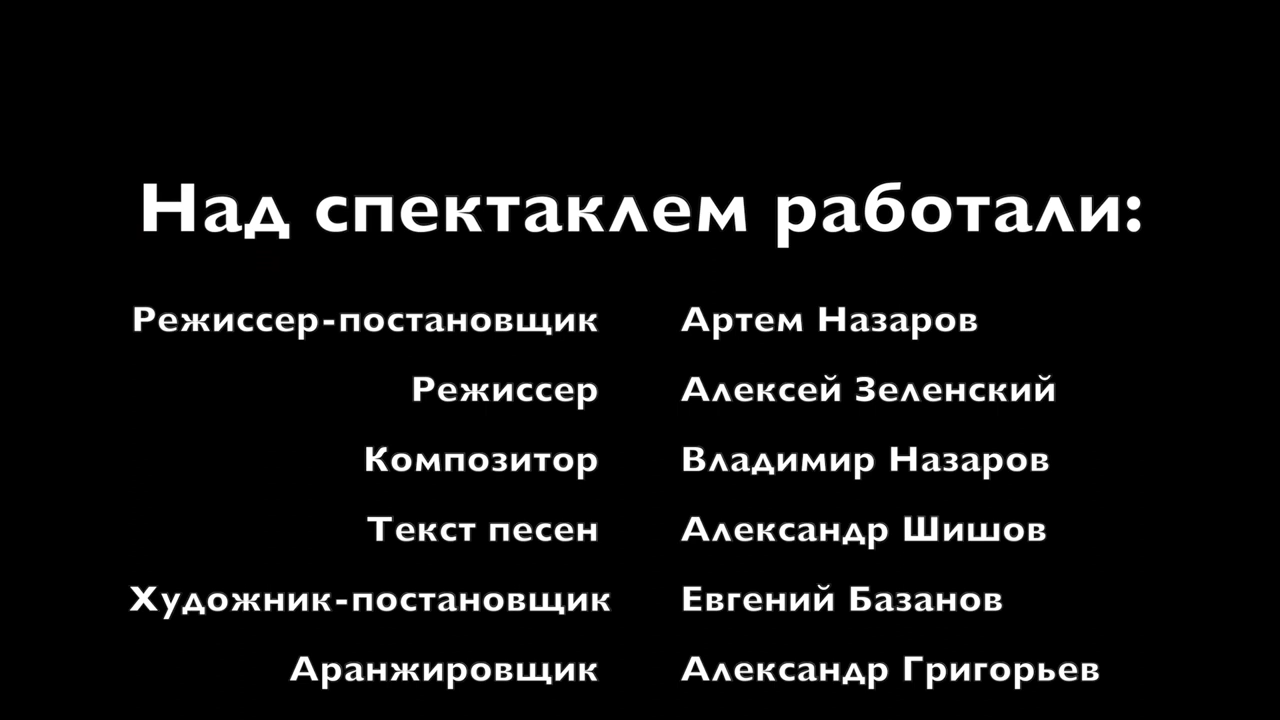 Над спектаклем работали:
Режиссер-постановщик Артем Назаров
Режиссер Алексей Зеленский
Композитор Владимир Назаров
Текст песен Александр Шишов
Художник-постановщик Евгений Базанов
Аранжировщик Александр Григорьев